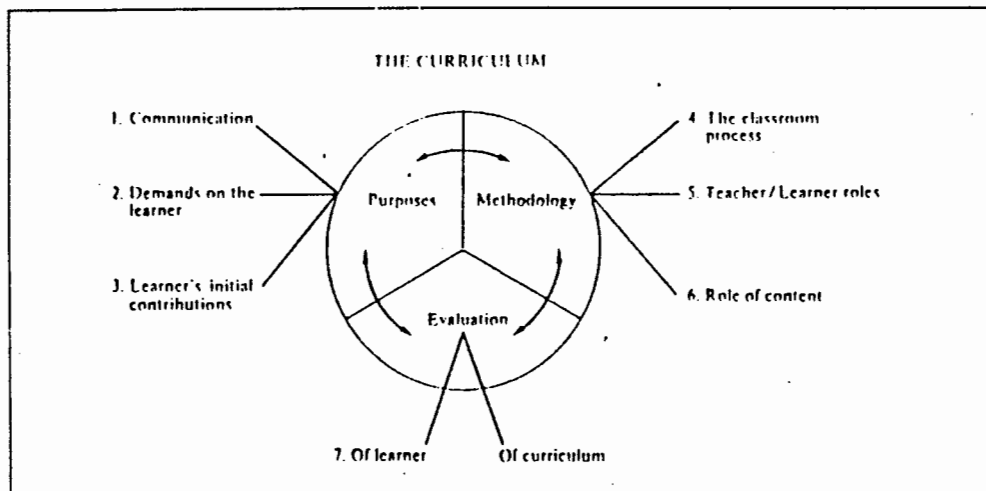 THE CURRICULUM
1. Communication
2. Demands on the
learner
3. Learner's initial
contributions
Purposes
Methodology
Evaluation
4. The classroom
process
5. Teacher/Learner roles
6. Role of content
7. Of learner
Of curriculum